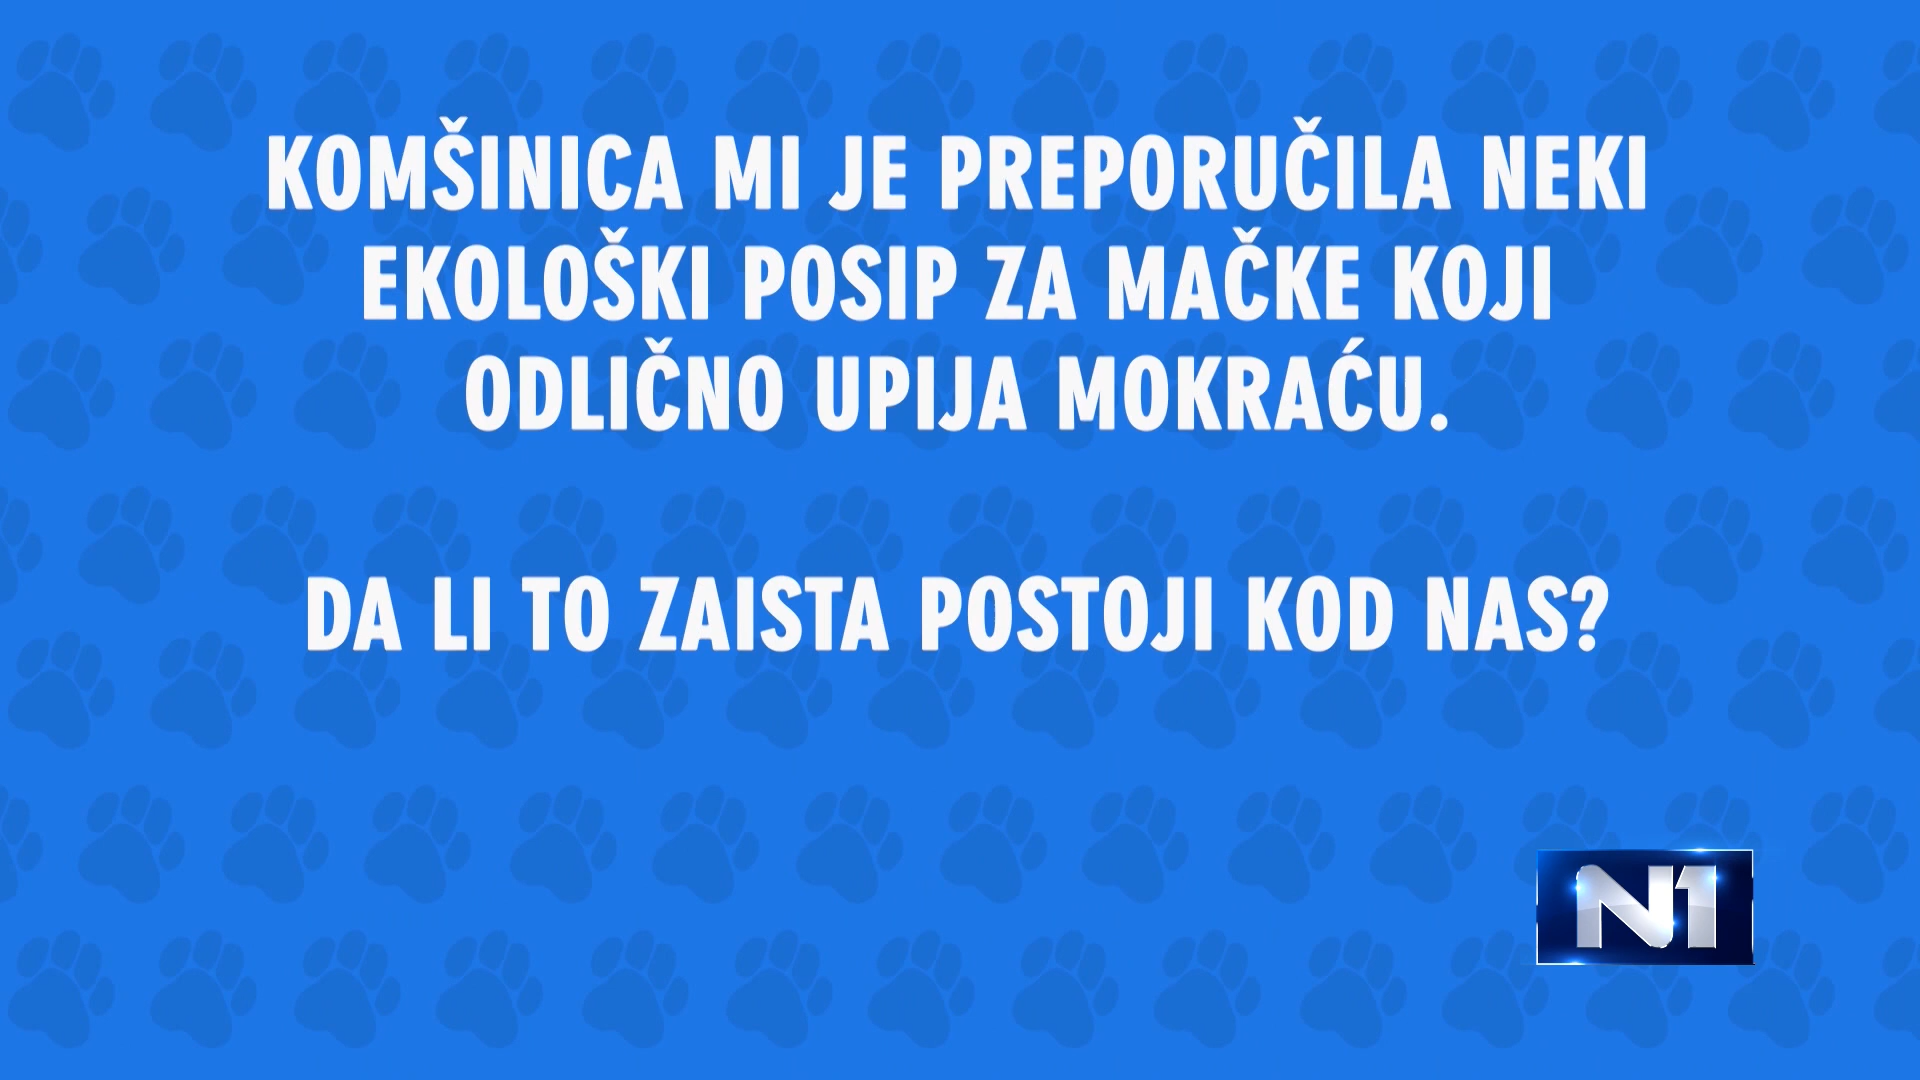 KOMŠINICA MI JE PREPORUČILA NEKI
EKOLOŠKI POSIP ZA MAČKE KOJI
ODLIČNO UPIJA MOKRAĆU.
DA LI TO ZAISTA POSTOJI KOD NAS?
N1